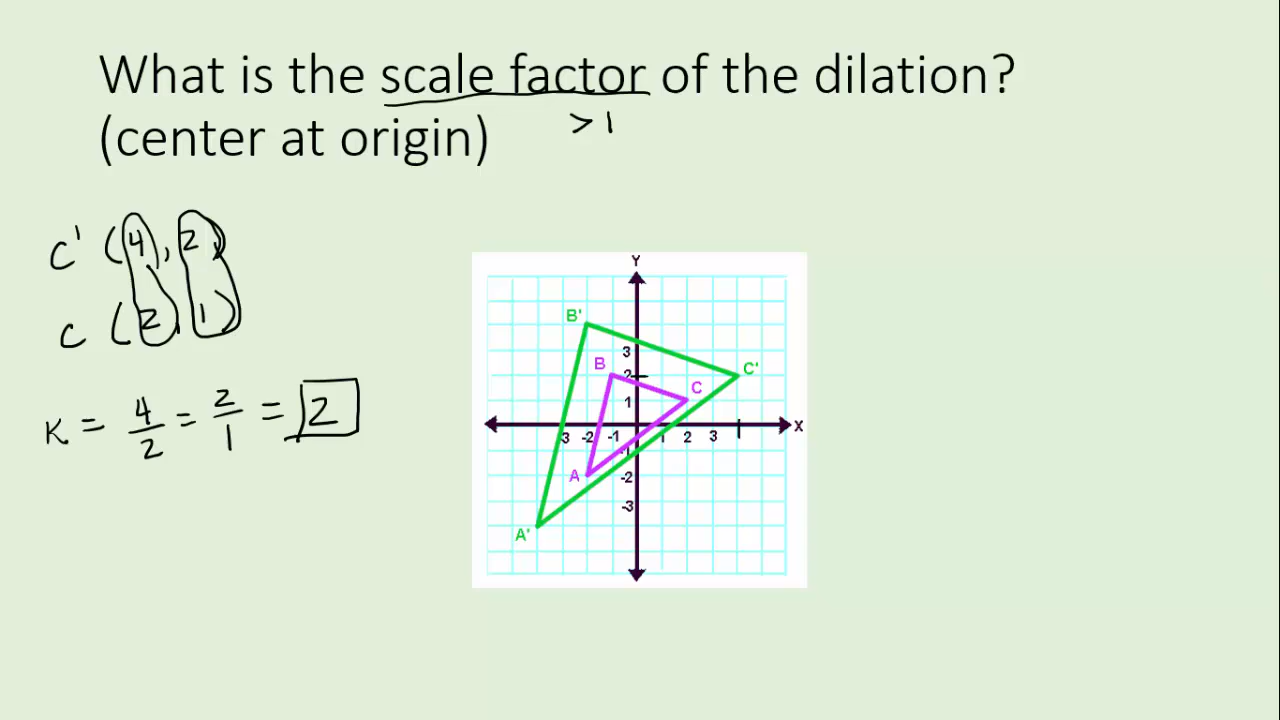 What is the scale factor of the dilation?
(center at origin)
> 1
C' (4, 2)
C (2, 1)
K = 4/2 = 2/1 = 2
Y
B'
3
B
C'
2
C
1
X
-3 -2 -1 1 2 3
-1
A
-2
-3
A'